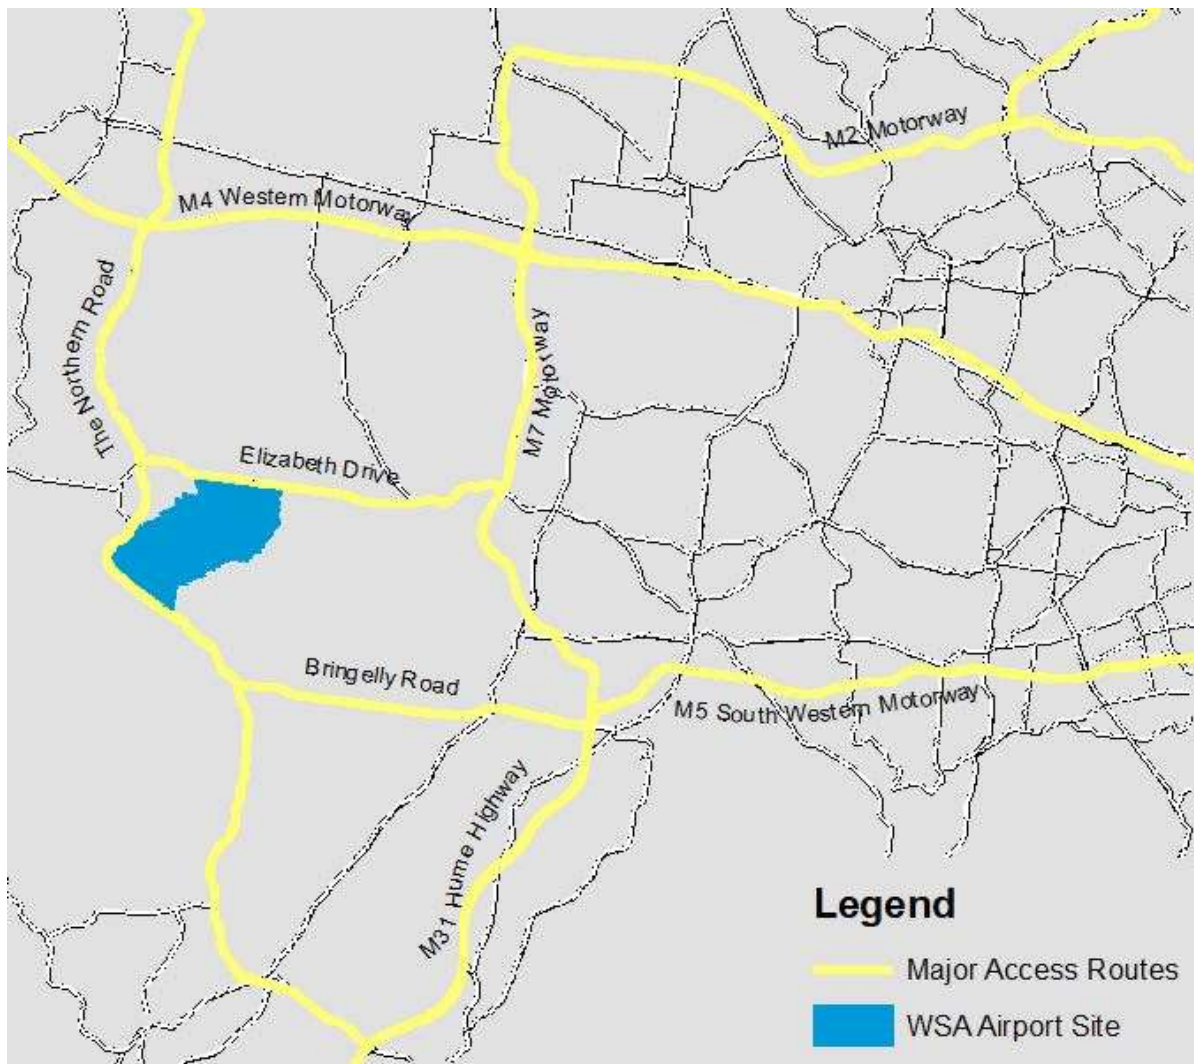 M2 Motorway
M4 Western Motorway
The Northern Road
M7 Motorway
Elizabeth Drive
Bringelly Road
M5 South Western Motorway
M31 Hume Highway
Legend
Major Access Routes
WSA Airport Site